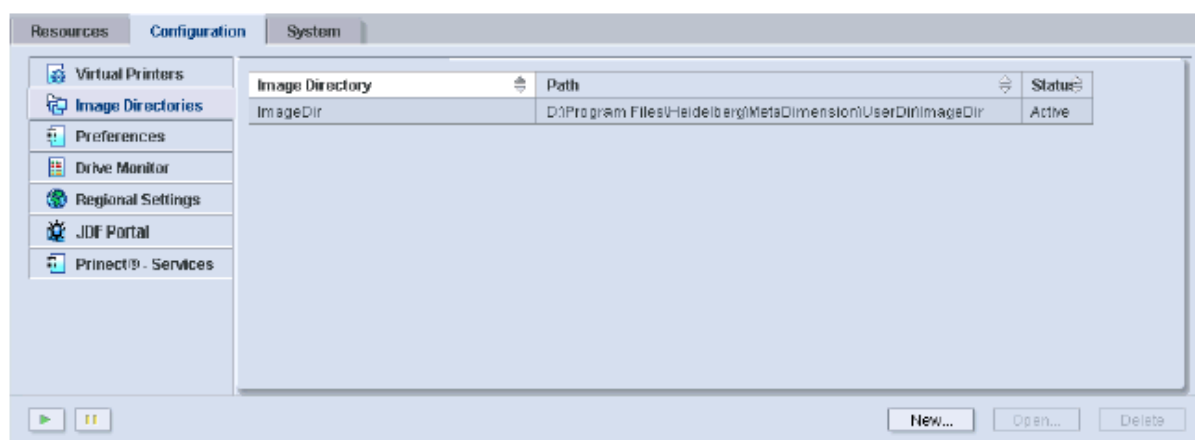 Resources Configuration System
Virtual Printers
Image Directories
Preferences
Drive Monitor
Regional Settings
JDF Portal
Prinect® - Services
Image Directory Path Status
ImageDir D:\Program Files\Heidelberg\MetaDimension\UserDir\ImageDir Active
New... Open... Delete